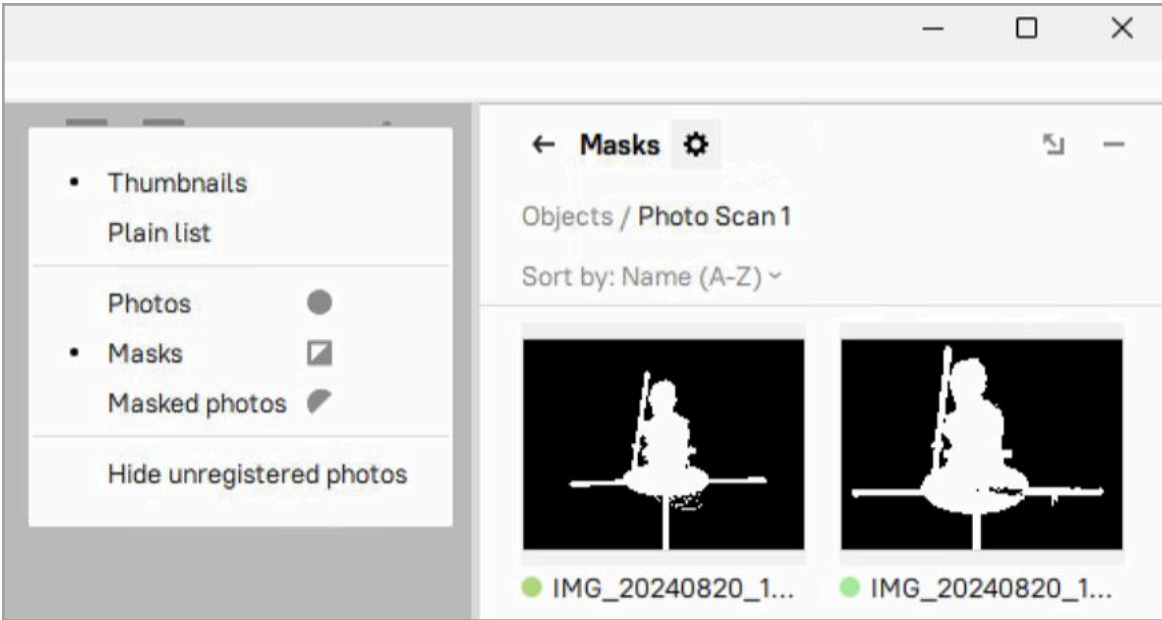 Thumbnails
Plain list
Photos
Masks
Masked photos
Hide unregistered photos
Masks
Objects / Photo Scan 1
Sort by: Name (A-Z)
IMG_20240820_1...
IMG_20240820_1...